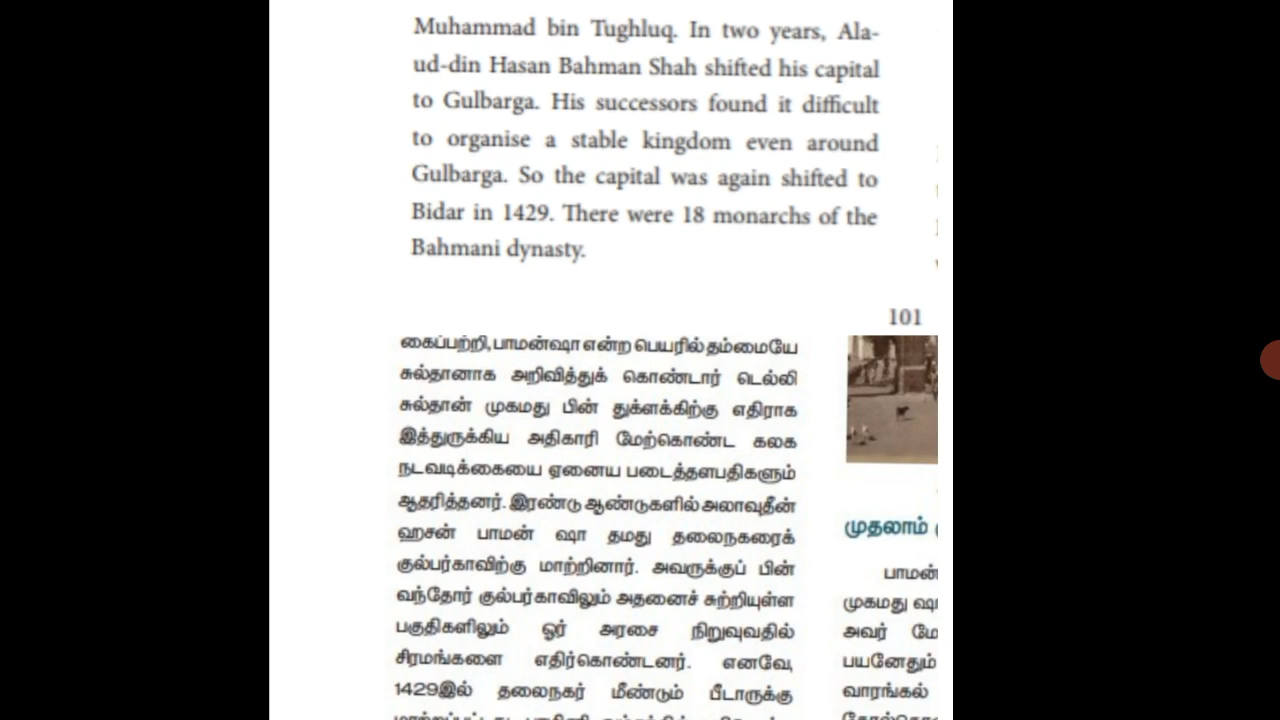 Muhammad bin Tughluq. In two years, Ala-
ud-din Hasan Bahman Shah shifted his capital
to Gulbarga. His successors found it difficult
to organise a stable kingdom even around
Gulbarga. So the capital was again shifted to
Bidar in 1429. There were 18 monarchs of the
Bahmani dynasty.
101
கைப்பற்றி, பாமன்ஷா என்ற பெயரில் தம்மையே
சுல்தானாக அறிவித்துக் கொண்டார் டெல்லி
சுல்தான் முகமது பின் துக்ளக்கிற்கு எதிராக
இத்துருக்கிய அதிகாரி மேற்கொண்ட கலக
நடவடிக்கையை ஏனைய படைத்தளபதிகளும்
ஆதரித்தனர். இரண்டு ஆண்டுகளில் அலாவுதீன்
ஹசன் பாமன் ஷா தமது தலைநகரைக்
குல்பர்காவிற்கு மாற்றினார். அவருக்குப் பின்
வந்தோர் குல்பர்காவிலும் அதனைச் சுற்றியுள்ள
பகுதிகளிலும் ஓர் அரசை நிறுவுவதில்
சிரமங்களை எதிர்கொண்டனர். எனவே,
1429இல் தலைநகர் மீண்டும் பீடாருக்கு
முதலாம்
பாமன்
முகமது ஷா
அவர் மே
பயனேதும்
வாரங்கல்